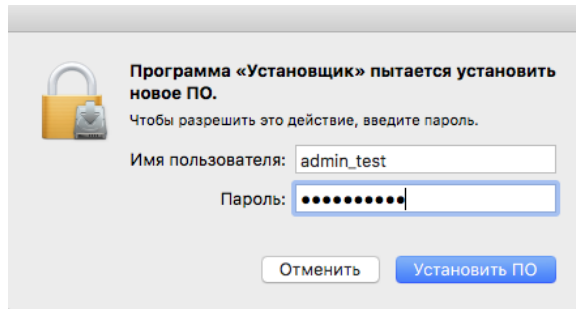 Программа «Установщик» пытается установить
новое ПО.
Чтобы разрешить это действие, введите пароль.
Имя пользователя: admin_test
Пароль: ••••••••••
Отменить Установить ПО